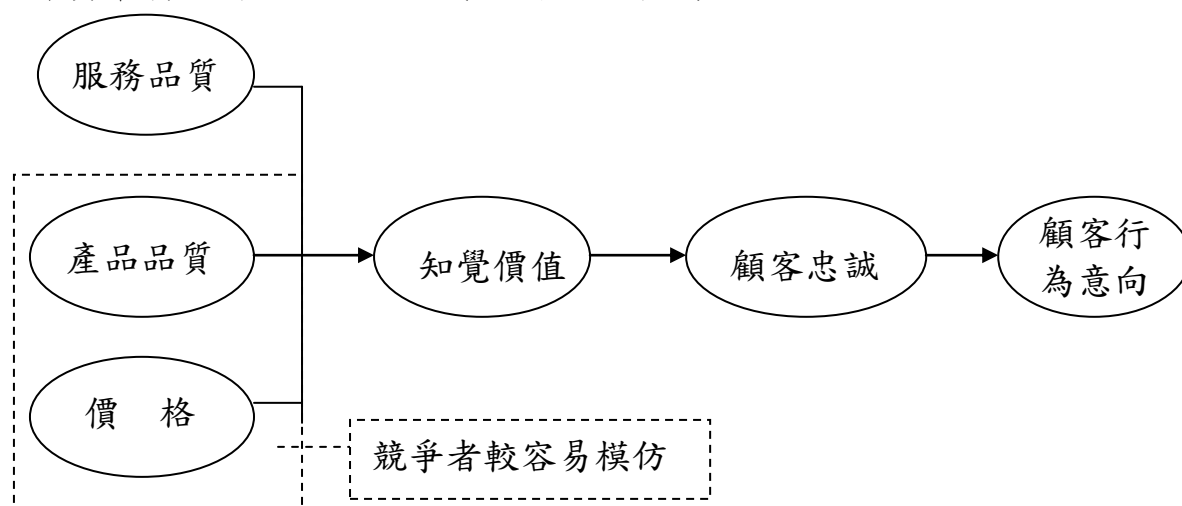 服務品質
產品品質
價 格
知覺價值
顧客忠誠
顧客行
為意向
競爭者較容易模仿